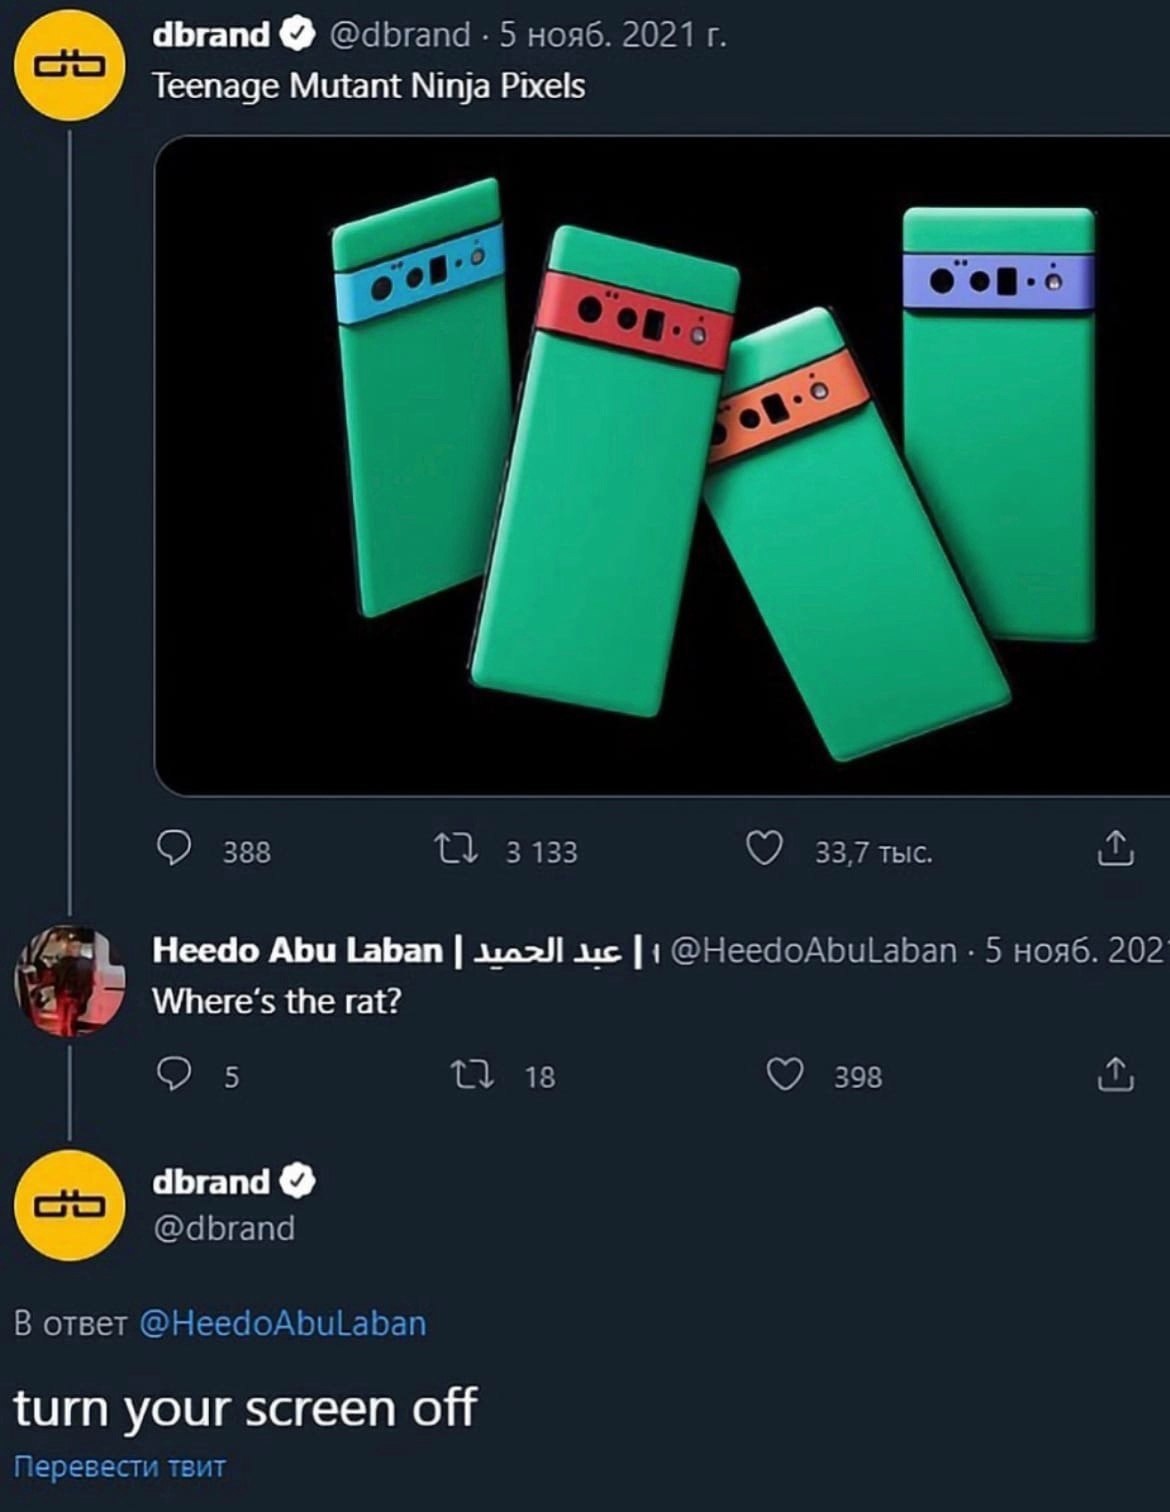 dbrand @dbrand · 5 нояб. 2021 г.
Teenage Mutant Ninja Pixels
388 3 133 33,7 тыс.
Heedo Abu Laban | عبد الحميد | @HeedoAbuLaban · 5 нояб. 202
Where's the rat?
5 18 398
dbrand
@dbrand
В ответ @HeedoAbuLaban
turn your screen off
Перевести твит